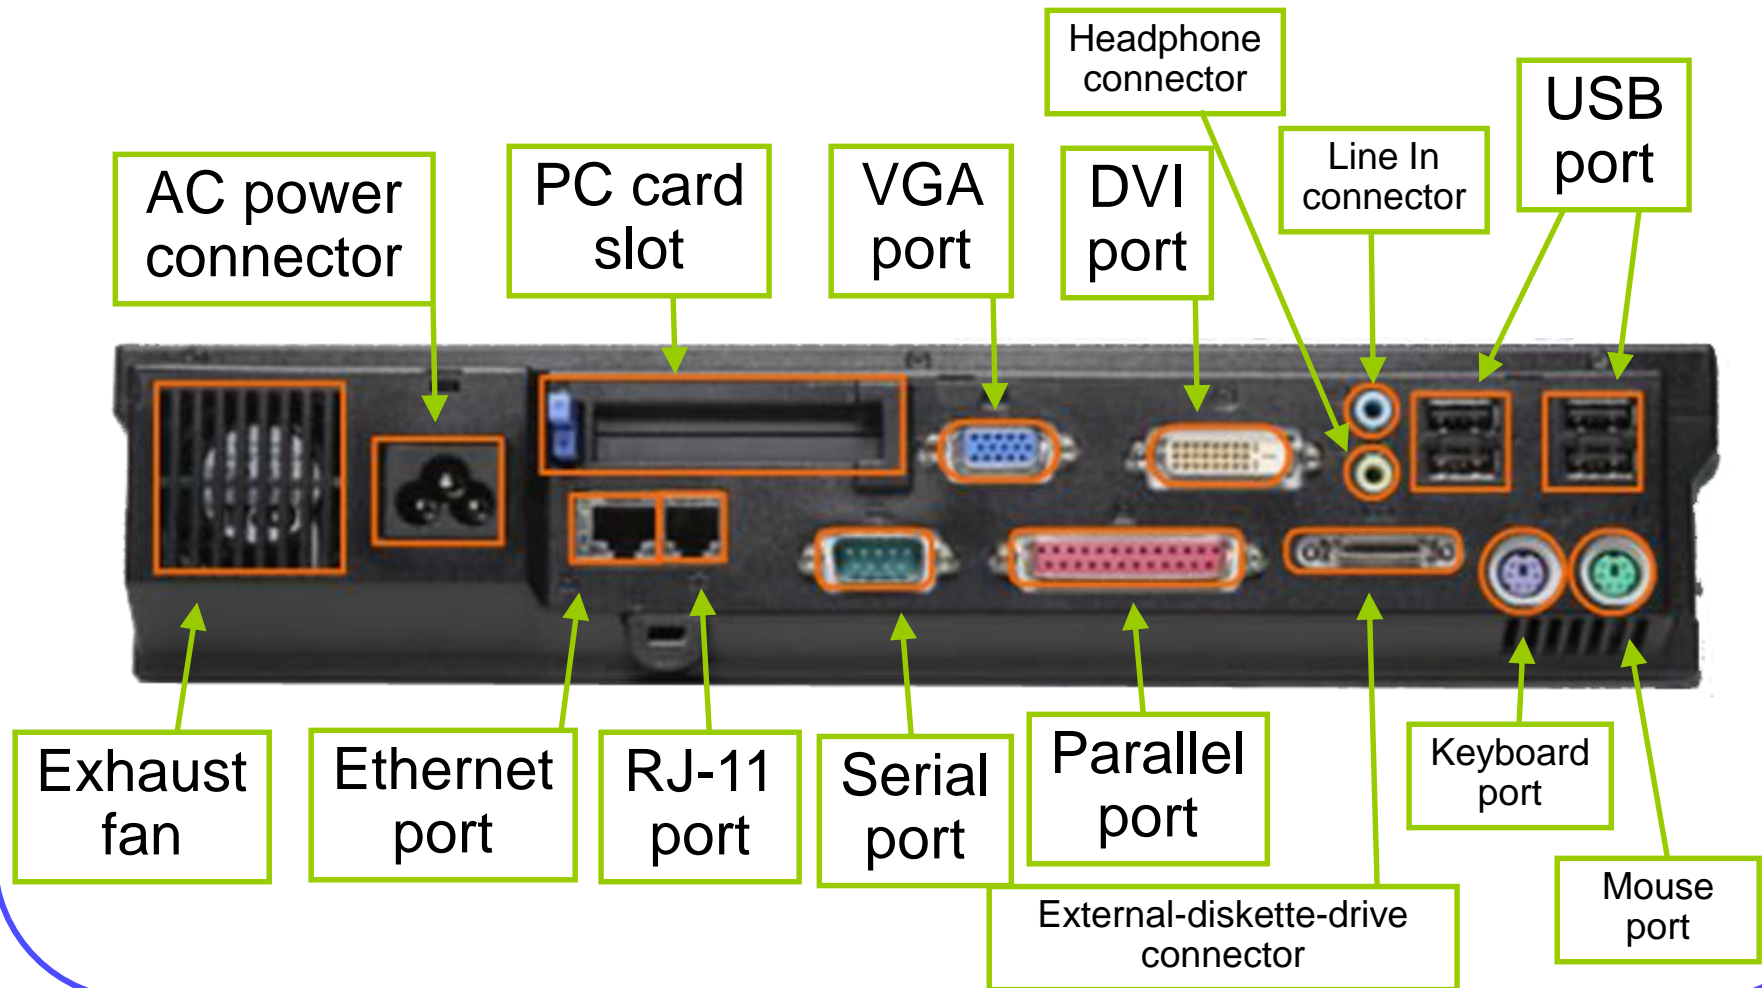 Headphone
connector
USB
port
Line In
connector
AC power
connector
PC card
slot
VGA
port
DVI
port
Exhaust
fan
Ethernet
port
RJ-11
port
Serial
port
Parallel
port
Keyboard
port
Mouse
port
External-diskette-drive
connector